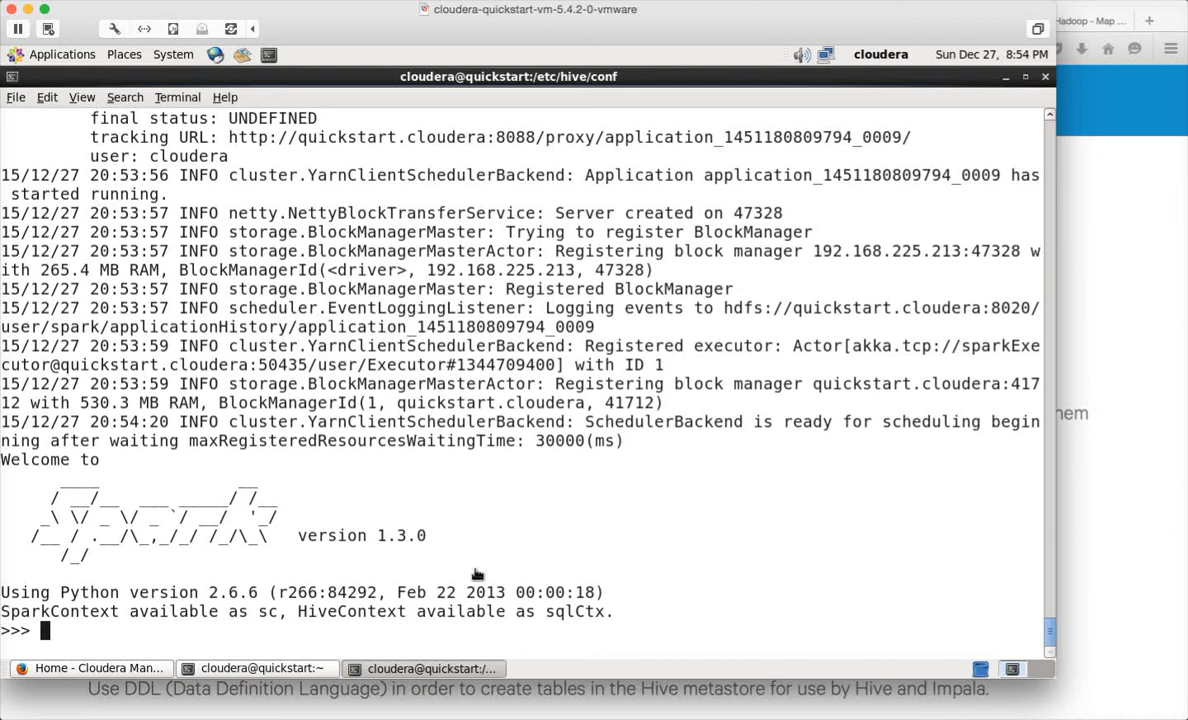 cloudera-quickstart-vm-5.4.2-0-vmware
Hadoop - Map ...
Applications Places System cloudera Sun Dec 27, 8:54 PM
cloudera@quickstart:/etc/hive/conf
File Edit View Search Terminal Help
final status: UNDEFINED
tracking URL: http://quickstart.cloudera:8088/proxy/application_1451180809794_0009/
user: cloudera
15/12/27 20:53:56 INFO cluster.YarnClientSchedulerBackend: Application application_1451180809794_0009 has
started running.
15/12/27 20:53:57 INFO netty.NettyBlockTransferService: Server created on 47328
15/12/27 20:53:57 INFO storage.BlockManagerMaster: Trying to register BlockManager
15/12/27 20:53:57 INFO storage.BlockManagerMasterActor: Registering block manager 192.168.225.213:47328 w
ith 265.4 MB RAM, BlockManagerId(<driver>, 192.168.225.213, 47328)
15/12/27 20:53:57 INFO storage.BlockManagerMaster: Registered BlockManager
15/12/27 20:53:57 INFO scheduler.EventLoggingListener: Logging events to hdfs://quickstart.cloudera:8020/
user/spark/applicationHistory/application_1451180809794_0009
15/12/27 20:53:59 INFO cluster.YarnClientSchedulerBackend: Registered executor: Actor[akka.tcp://sparkExe
cutor@quickstart.cloudera:50435/user/Executor#1344709400] with ID 1
15/12/27 20:53:59 INFO storage.BlockManagerMasterActor: Registering block manager quickstart.cloudera:417
12 with 530.3 MB RAM, BlockManagerId(1, quickstart.cloudera, 41712)
15/12/27 20:54:20 INFO cluster.YarnClientSchedulerBackend: SchedulerBackend is ready for scheduling begin
ning after waiting maxRegisteredResourcesWaitingTime: 30000(ms)
Welcome to
Spark version 1.3.0
Using Python version 2.6.6 (r266:84292, Feb 22 2013 00:00:18)
SparkContext available as sc, HiveContext available as sqlCtx.
>>>
Home - Cloudera Man... cloudera@quickstart:~ cloudera@quickstart:/...
Use DDL (Data Definition Language) in order to create tables in the Hive metastore for use by Hive and Impala.